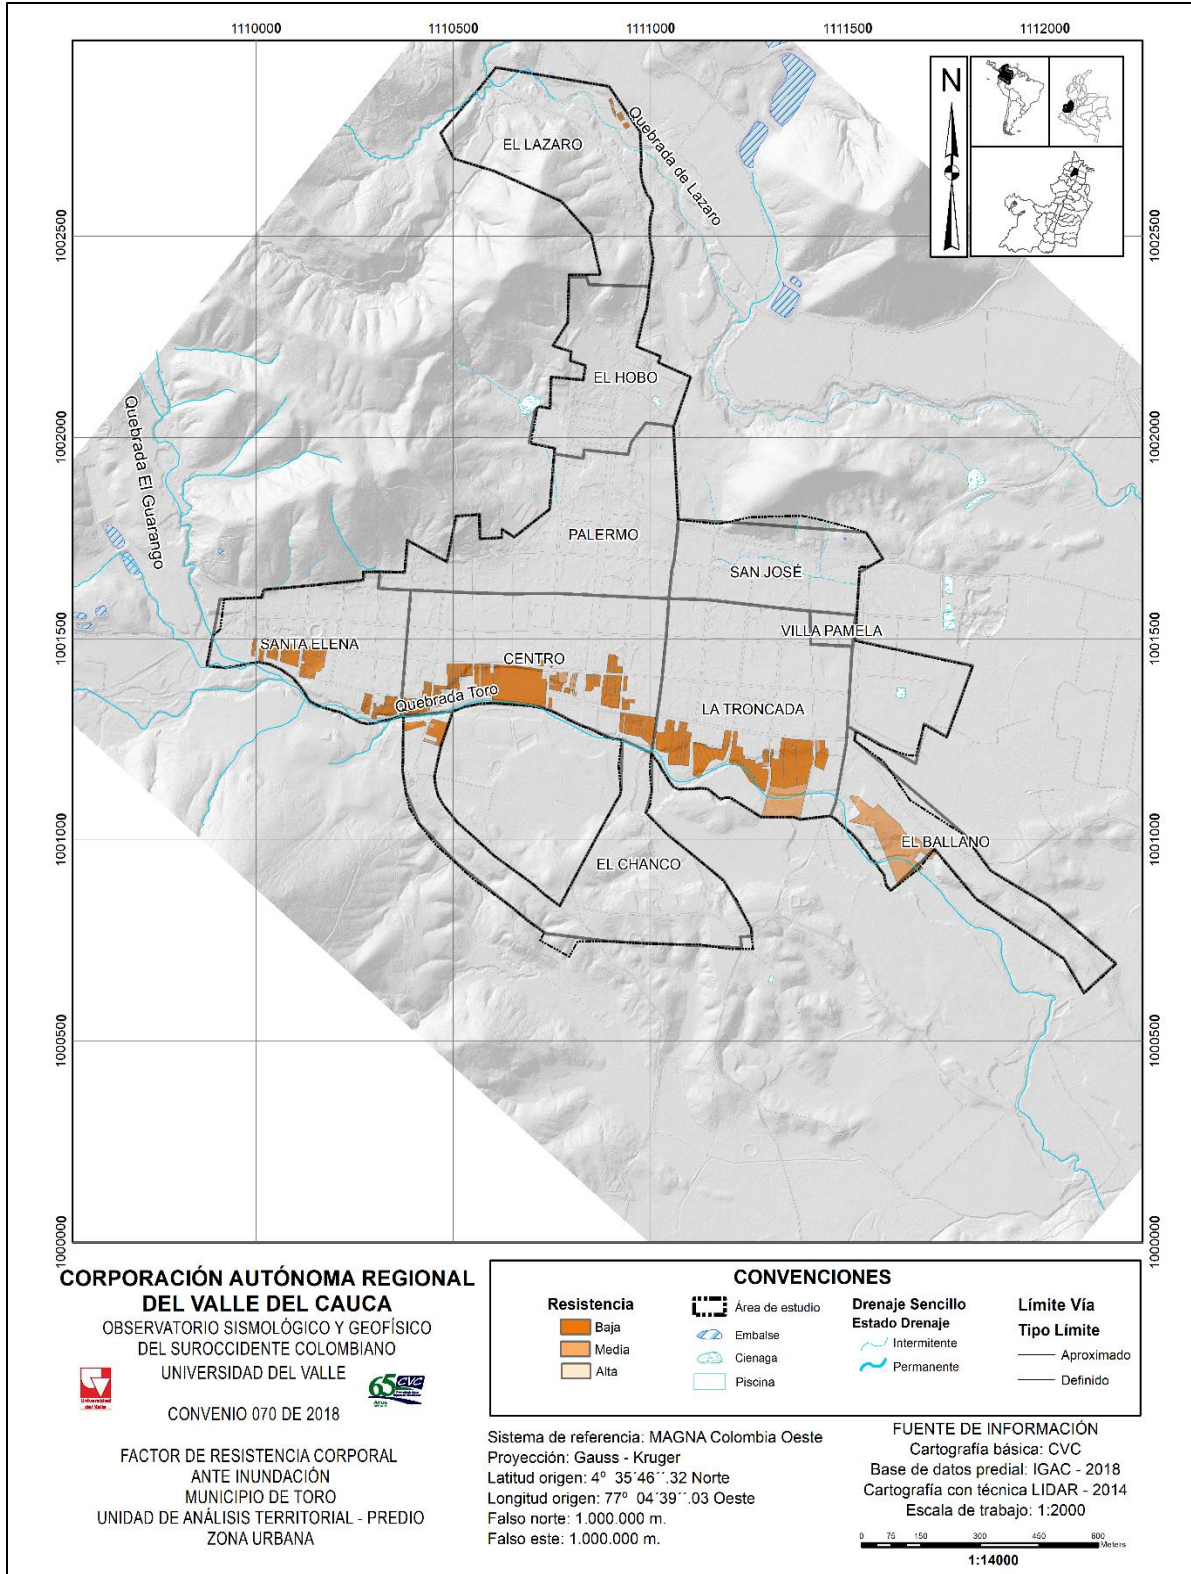 1110000
1110500
1111000
1111500
1112000
N
EL LAZARO
Quebrada de Lazaro
1002500
1002500
EL HOBO
1002000
1002000
Quebrada El Guarango
PALERMO
SAN JOSÉ
VILLA PAMELA
1001500
1001500
SANTA ELENA
CENTRO
Quebrada Toro
LA TRONCADA
1001000
1001000
EL BALLANO
EL CHANCO
1000500
1000500
1000000
1000000
CORPORACIÓN AUTÓNOMA REGIONAL
DEL VALLE DEL CAUCA
OBSERVATORIO SISMOLÓGICO Y GEOFÍSICO
DEL SUROCCIDENTE COLOMBIANO
UNIVERSIDAD DEL VALLE
Universidad
del Valle
65 CVC
CONVENIO 070 DE 2018
FACTOR DE RESISTENCIA CORPORAL
ANTE INUNDACIÓN
MUNICIPIO DE TORO
UNIDAD DE ANÁLISIS TERRITORIAL - PREDIO
ZONA URBANA
CONVENCIONES
Resistencia
Baja
Media
Alta
Área de estudio
Embalse
Cienaga
Piscina
Drenaje Sencillo
Estado Drenaje
Intermitente
Permanente
Límite Vía
Tipo Límite
Aproximado
Definido
Sistema de referencia: MAGNA Colombia Oeste
Proyección: Gauss - Kruger
Latitud origen: 4º 35´46´´.32 Norte
Longitud origen: 77º 04´39´´.03 Oeste
Falso norte: 1.000.000 m.
Falso este: 1.000.000 m.
FUENTE DE INFORMACIÓN
Cartografía básica: CVC
Base de datos predial: IGAC - 2018
Cartografía con técnica LIDAR - 2014
Escala de trabajo: 1:2000
0 75 150 300 450 600
Meters
1:14000